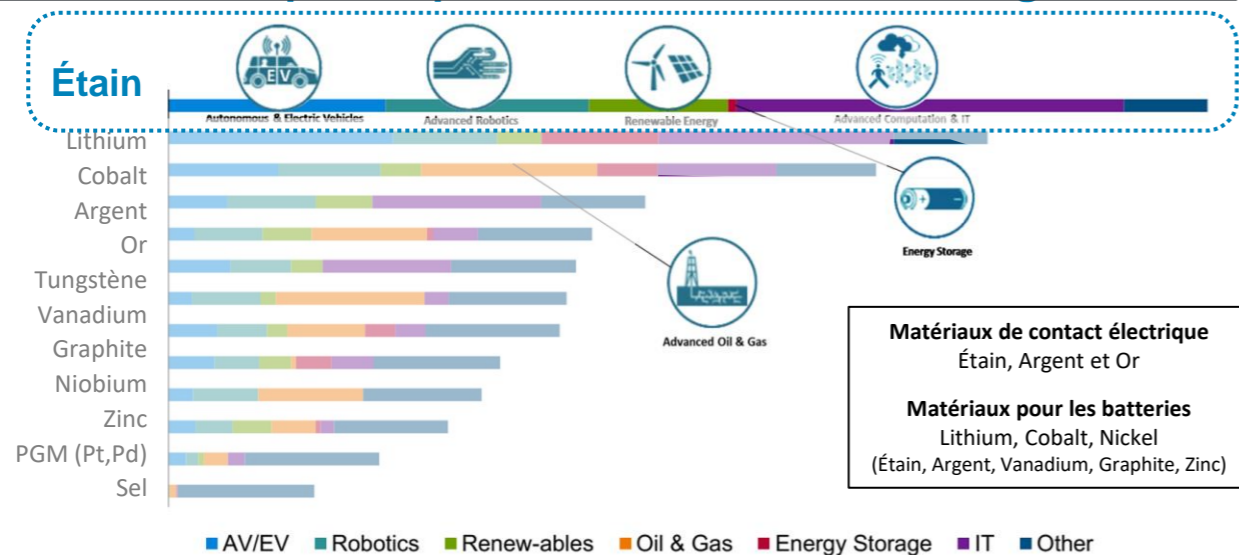 Étain
EV
Autonomous & Electric Vehicles
Advanced Robotics
Renewable Energy
Advanced Computation & IT
Lithium
Cobalt
Argent
Or
Tungstène
Vanadium
Graphite
Niobium
Zinc
PGM (Pt,Pd)
Sel
Energy Storage
Advanced Oil & Gas
Matériaux de contact électrique
Étain, Argent et Or
Matériaux pour les batteries
Lithium, Cobalt, Nickel
(Étain, Argent, Vanadium, Graphite, Zinc)
AV/EV Robotics Renew-ables Oil & Gas Energy Storage IT Other